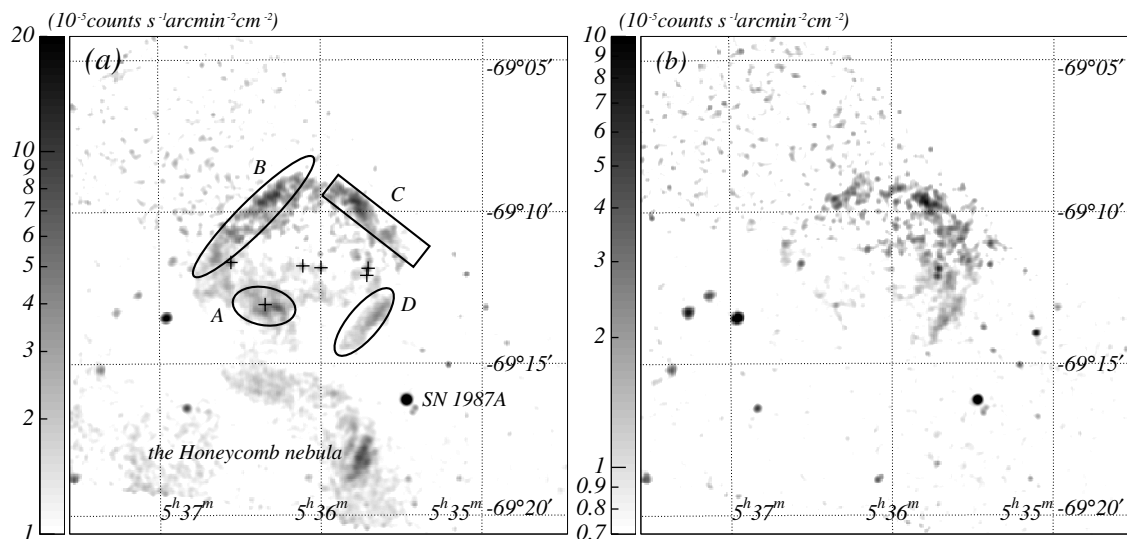 (10⁻⁵counts s⁻¹arcmin⁻²cm⁻²)
20
10
9
8
7
6
5
4
3
2
1
(a)
B
C
A
D
SN 1987A
the Honeycomb nebula
-69°05′
-69°10′
-69°15′
-69°20′
5ʰ37ᵐ
5ʰ36ᵐ
5ʰ35ᵐ
(10⁻⁵counts s⁻¹arcmin⁻²cm⁻²)
10
9
8
7
6
5
4
3
2
1
0.9
0.8
0.7
(b)
-69°05′
-69°10′
-69°15′
-69°20′
5ʰ37ᵐ
5ʰ36ᵐ
5ʰ35ᵐ